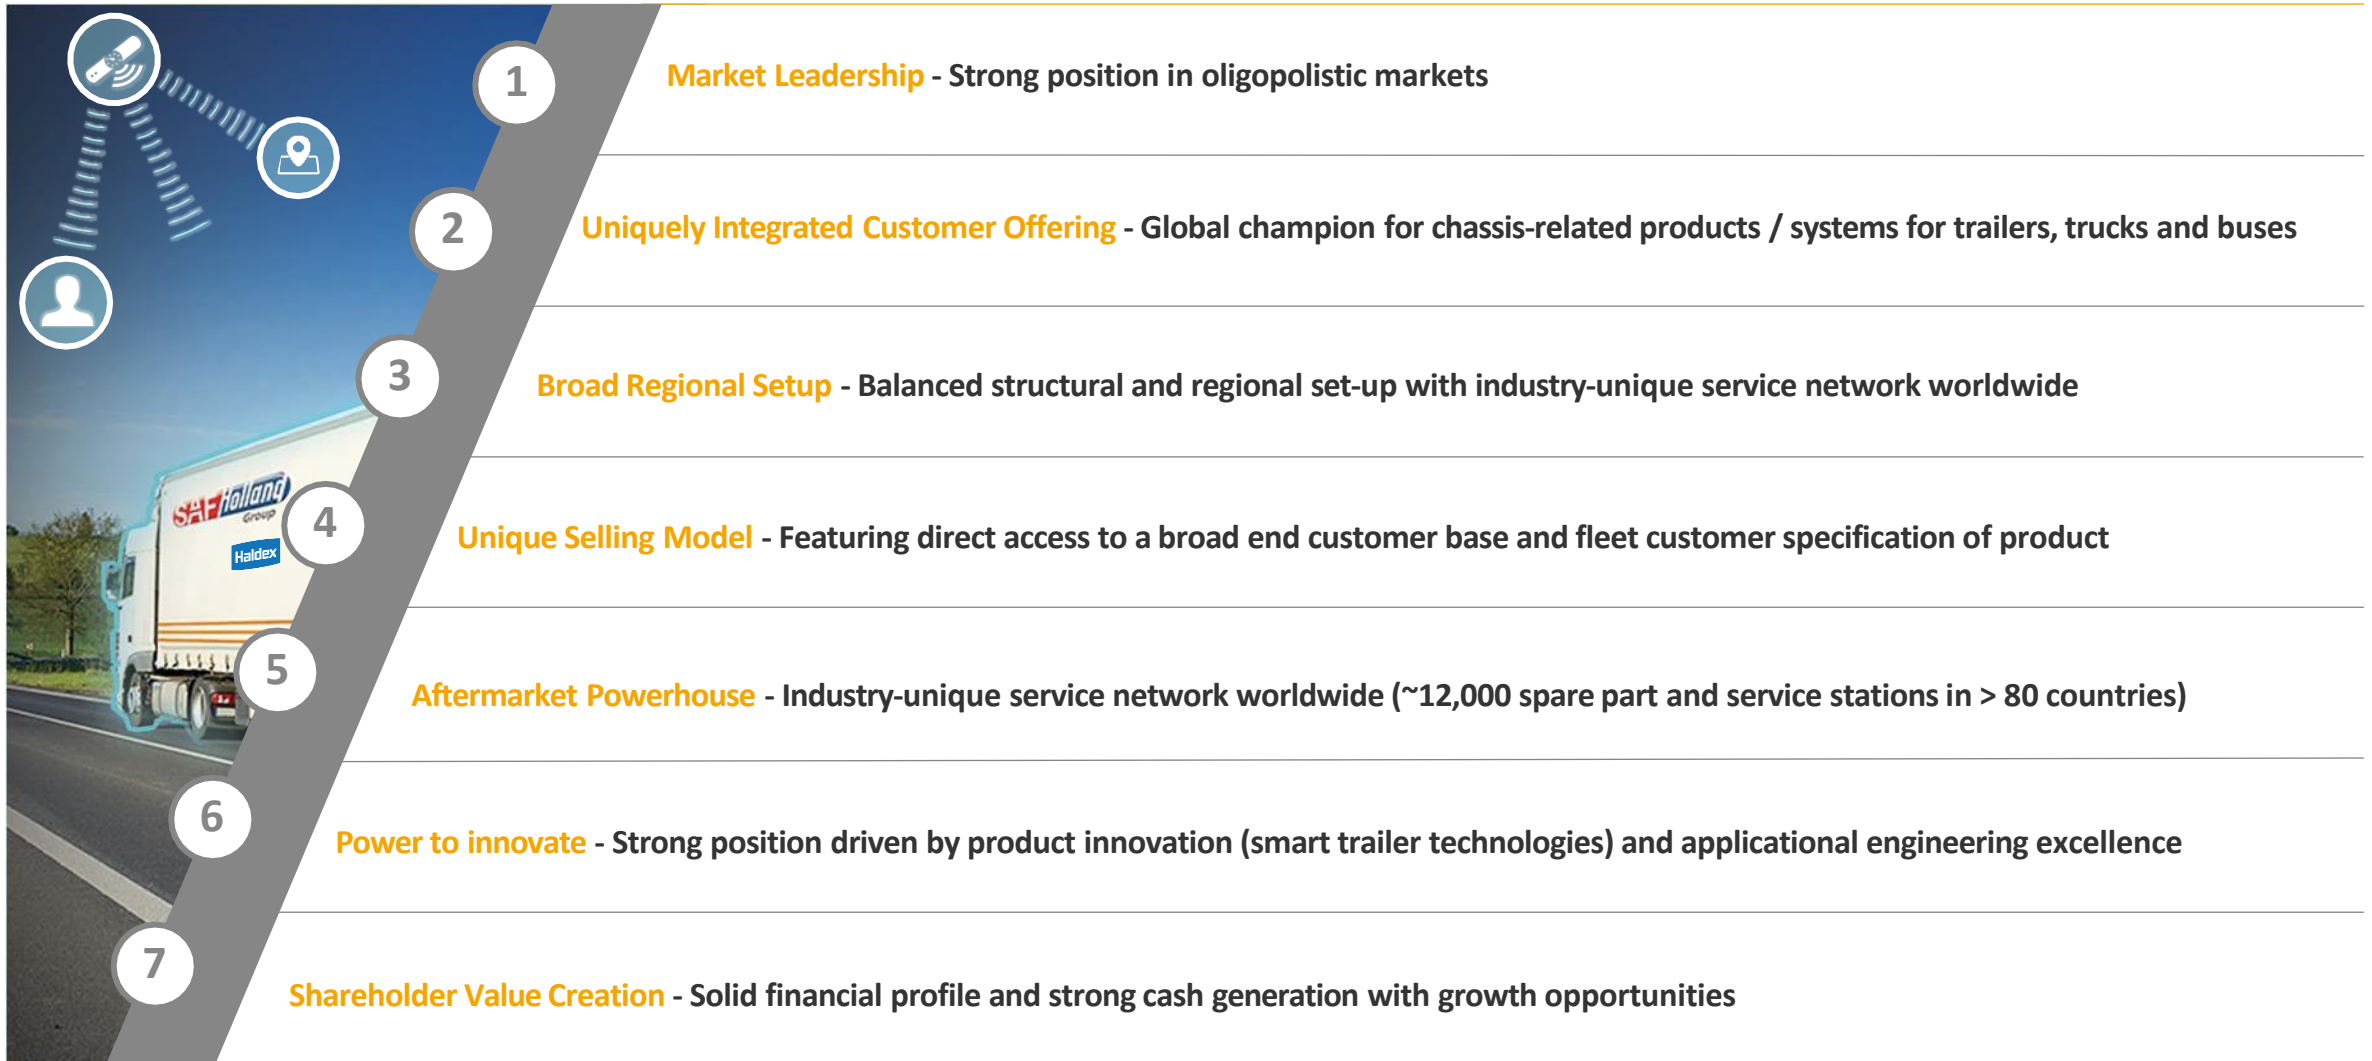 1
Market Leadership - Strong position in oligopolistic markets
2
Uniquely Integrated Customer Offering - Global champion for chassis-related products / systems for trailers, trucks and buses
3
Broad Regional Setup - Balanced structural and regional set-up with industry-unique service network worldwide
SAF Holland
Group
Haldex
4
Unique Selling Model - Featuring direct access to a broad end customer base and fleet customer specification of product
5
Aftermarket Powerhouse - Industry-unique service network worldwide (~12,000 spare part and service stations in > 80 countries)
6
Power to innovate - Strong position driven by product innovation (smart trailer technologies) and applicational engineering excellence
7
Shareholder Value Creation - Solid financial profile and strong cash generation with growth opportunities